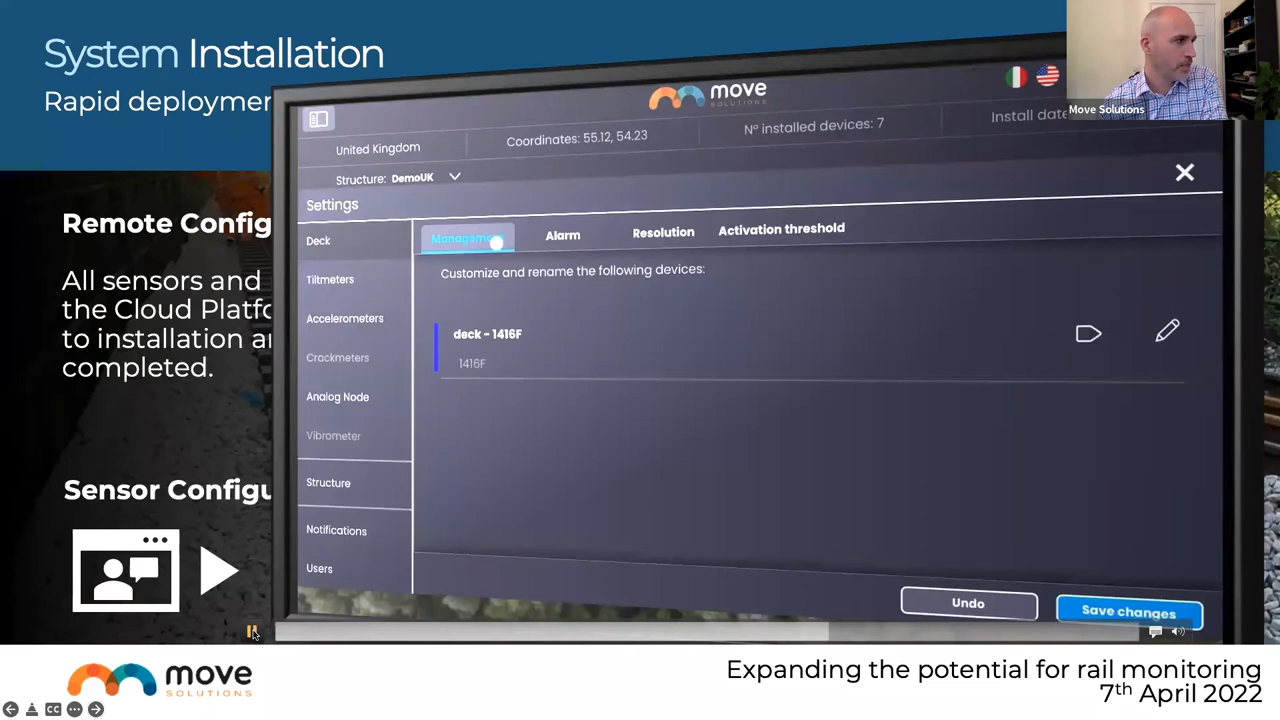 System Installation
Rapid deploymen
Move Solutions
move
SOLUTIONS
United Kingdom
Coordinates: 55.12, 54.23
N° installed devices: 7
Install date
Structure: DemoUK
Settings
Remote Config
All sensors and
the Cloud Platfo
to installation a
completed.
Deck
Tiltmeters
Accelerometers
Crackmeters
Analog Node
Vibrometer
Structure
Notifications
Users
Management
Alarm
Resolution
Activation threshold
Customize and rename the following devices:
deck - 1416F
1416F
Undo
Save changes
Sensor Configu
move
SOLUTIONS
Expanding the potential for rail monitoring
7th April 2022
CC